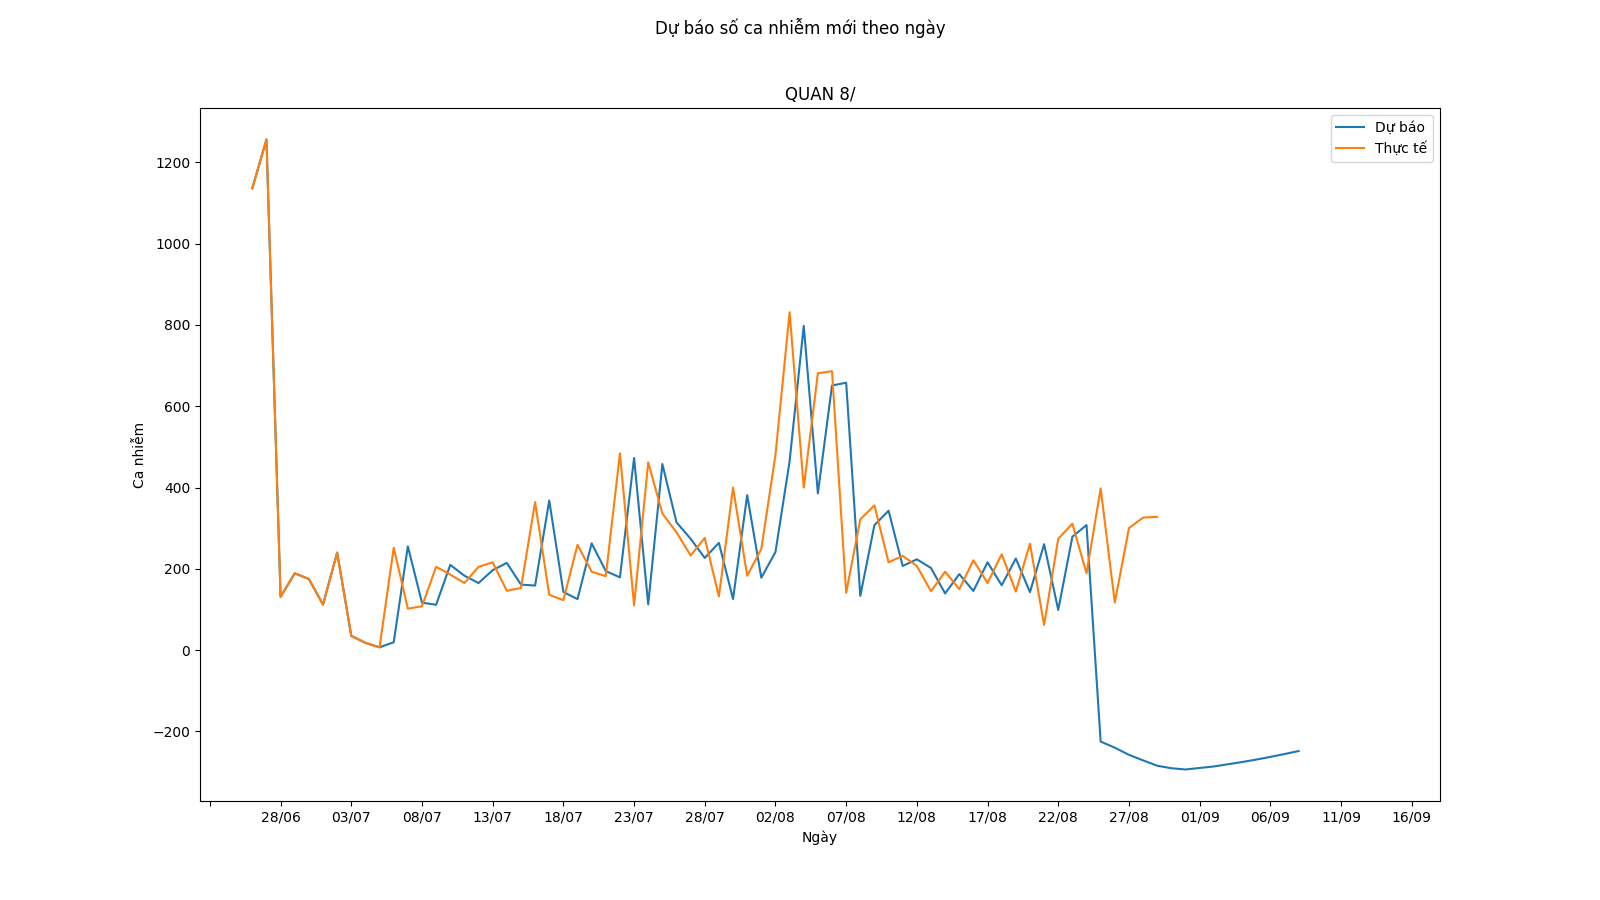 Dự báo số ca nhiễm mới theo ngày
QUAN 8/
Dự báo
Thực tế
1200
1000
800
600
400
200
0
−200
Ca nhiễm
28/06 03/07 08/07 13/07 18/07 23/07 28/07 02/08 07/08 12/08 17/08 22/08 27/08 01/09 06/09 11/09 16/09
Ngày